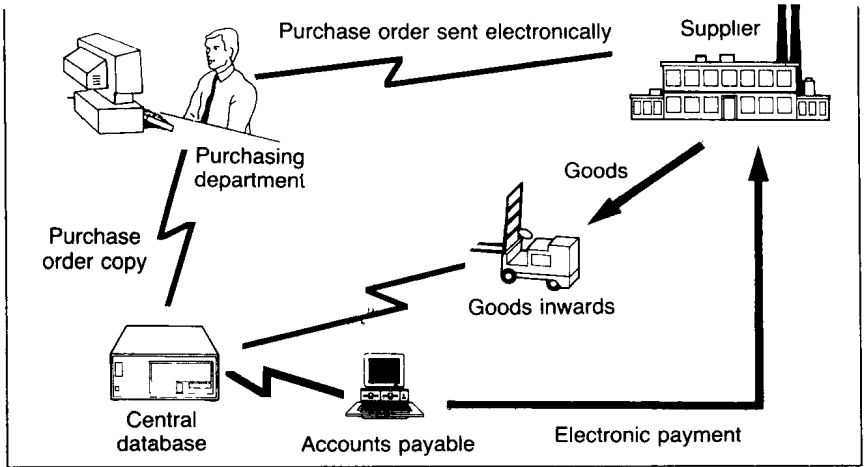 Purchase order sent electronically
Supplier
Purchasing
department
Goods
Purchase
order copy
Goods inwards
Central
database
Accounts payable
Electronic payment